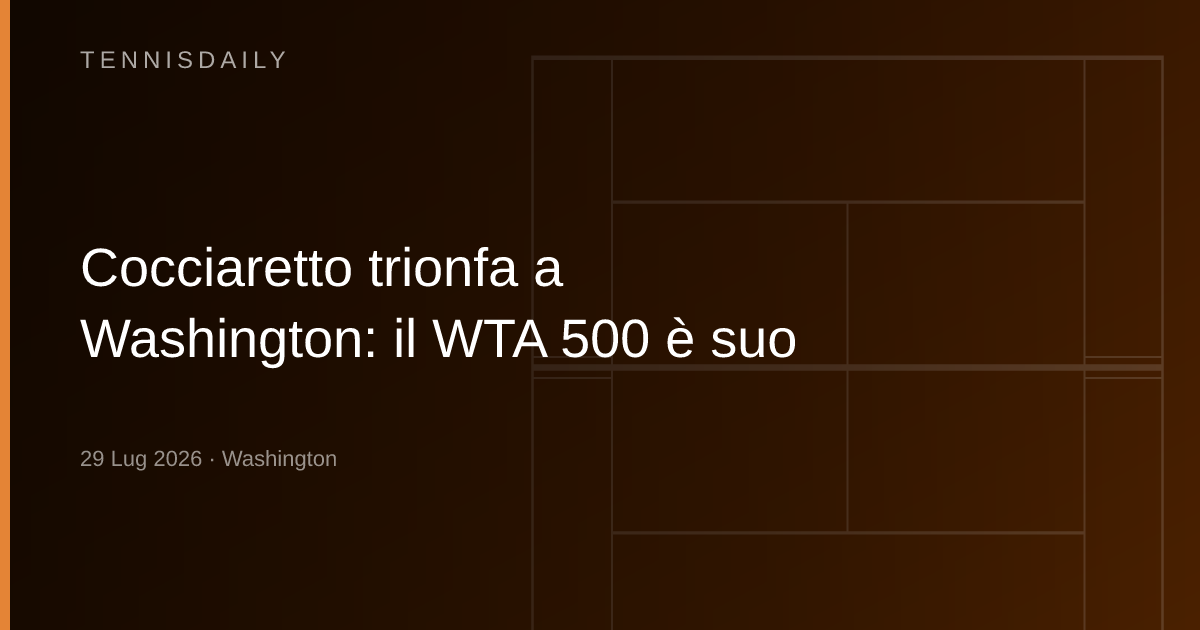 TENNISDAILY
Cocciaretto trionfa a
Washington: il WTA 500 è suo
29 Lug 2026 · Washington